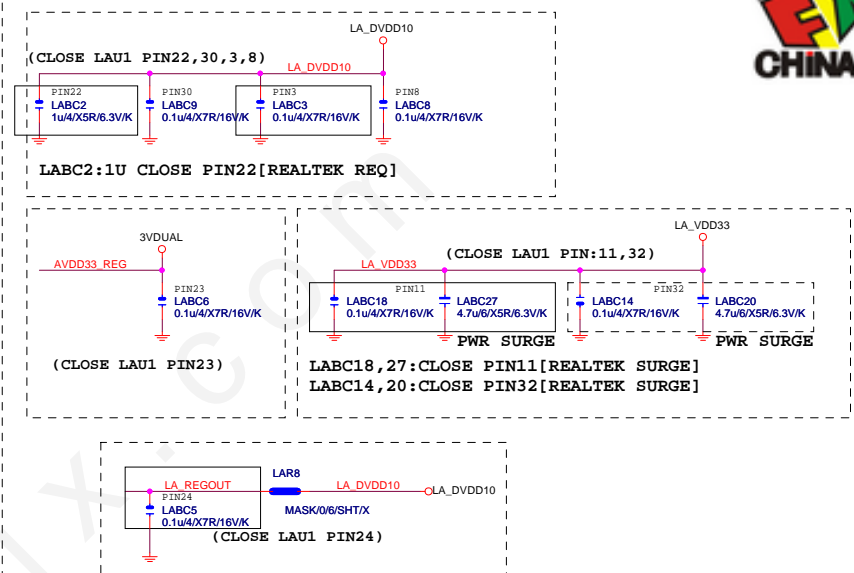 LA_DVDD10
(CLOSE LAU1 PIN22,30,3,8)
LA_DVDD10
CHINA
PIN22
LABC2
1u/4/X5R/6.3V/K
PIN30
LABC9
0.1u/4/X7R/16V/K
PIN3
LABC3
0.1u/4/X7R/16V/K
PIN8
LABC8
0.1u/4/X7R/16V/K
LABC2:1U CLOSE PIN22[REALTEK REQ]
3VDUAL
AVDD33_REG
PIN23
LABC6
0.1u/4/X7R/16V/K
(CLOSE LAU1 PIN23)
LA_VDD33
(CLOSE LAU1 PIN:11,32)
LA_VDD33
PIN11
LABC18
0.1u/4/X7R/16V/K
LABC27
4.7u/6/X5R/6.3V/K
PIN32
LABC14
0.1u/4/X7R/16V/K
LABC20
4.7u/6/X5R/6.3V/K
PWR SURGE
PWR SURGE
LABC18,27:CLOSE PIN11[REALTEK SURGE]
LABC14,20:CLOSE PIN32[REALTEK SURGE]
LAR8
LA_REGOUT
LA_DVDD10
LA_DVDD10
PIN24
LABC5
0.1u/4/X7R/16V/K
MASK/0/6/SHT/X
(CLOSE LAU1 PIN24)
lx.com